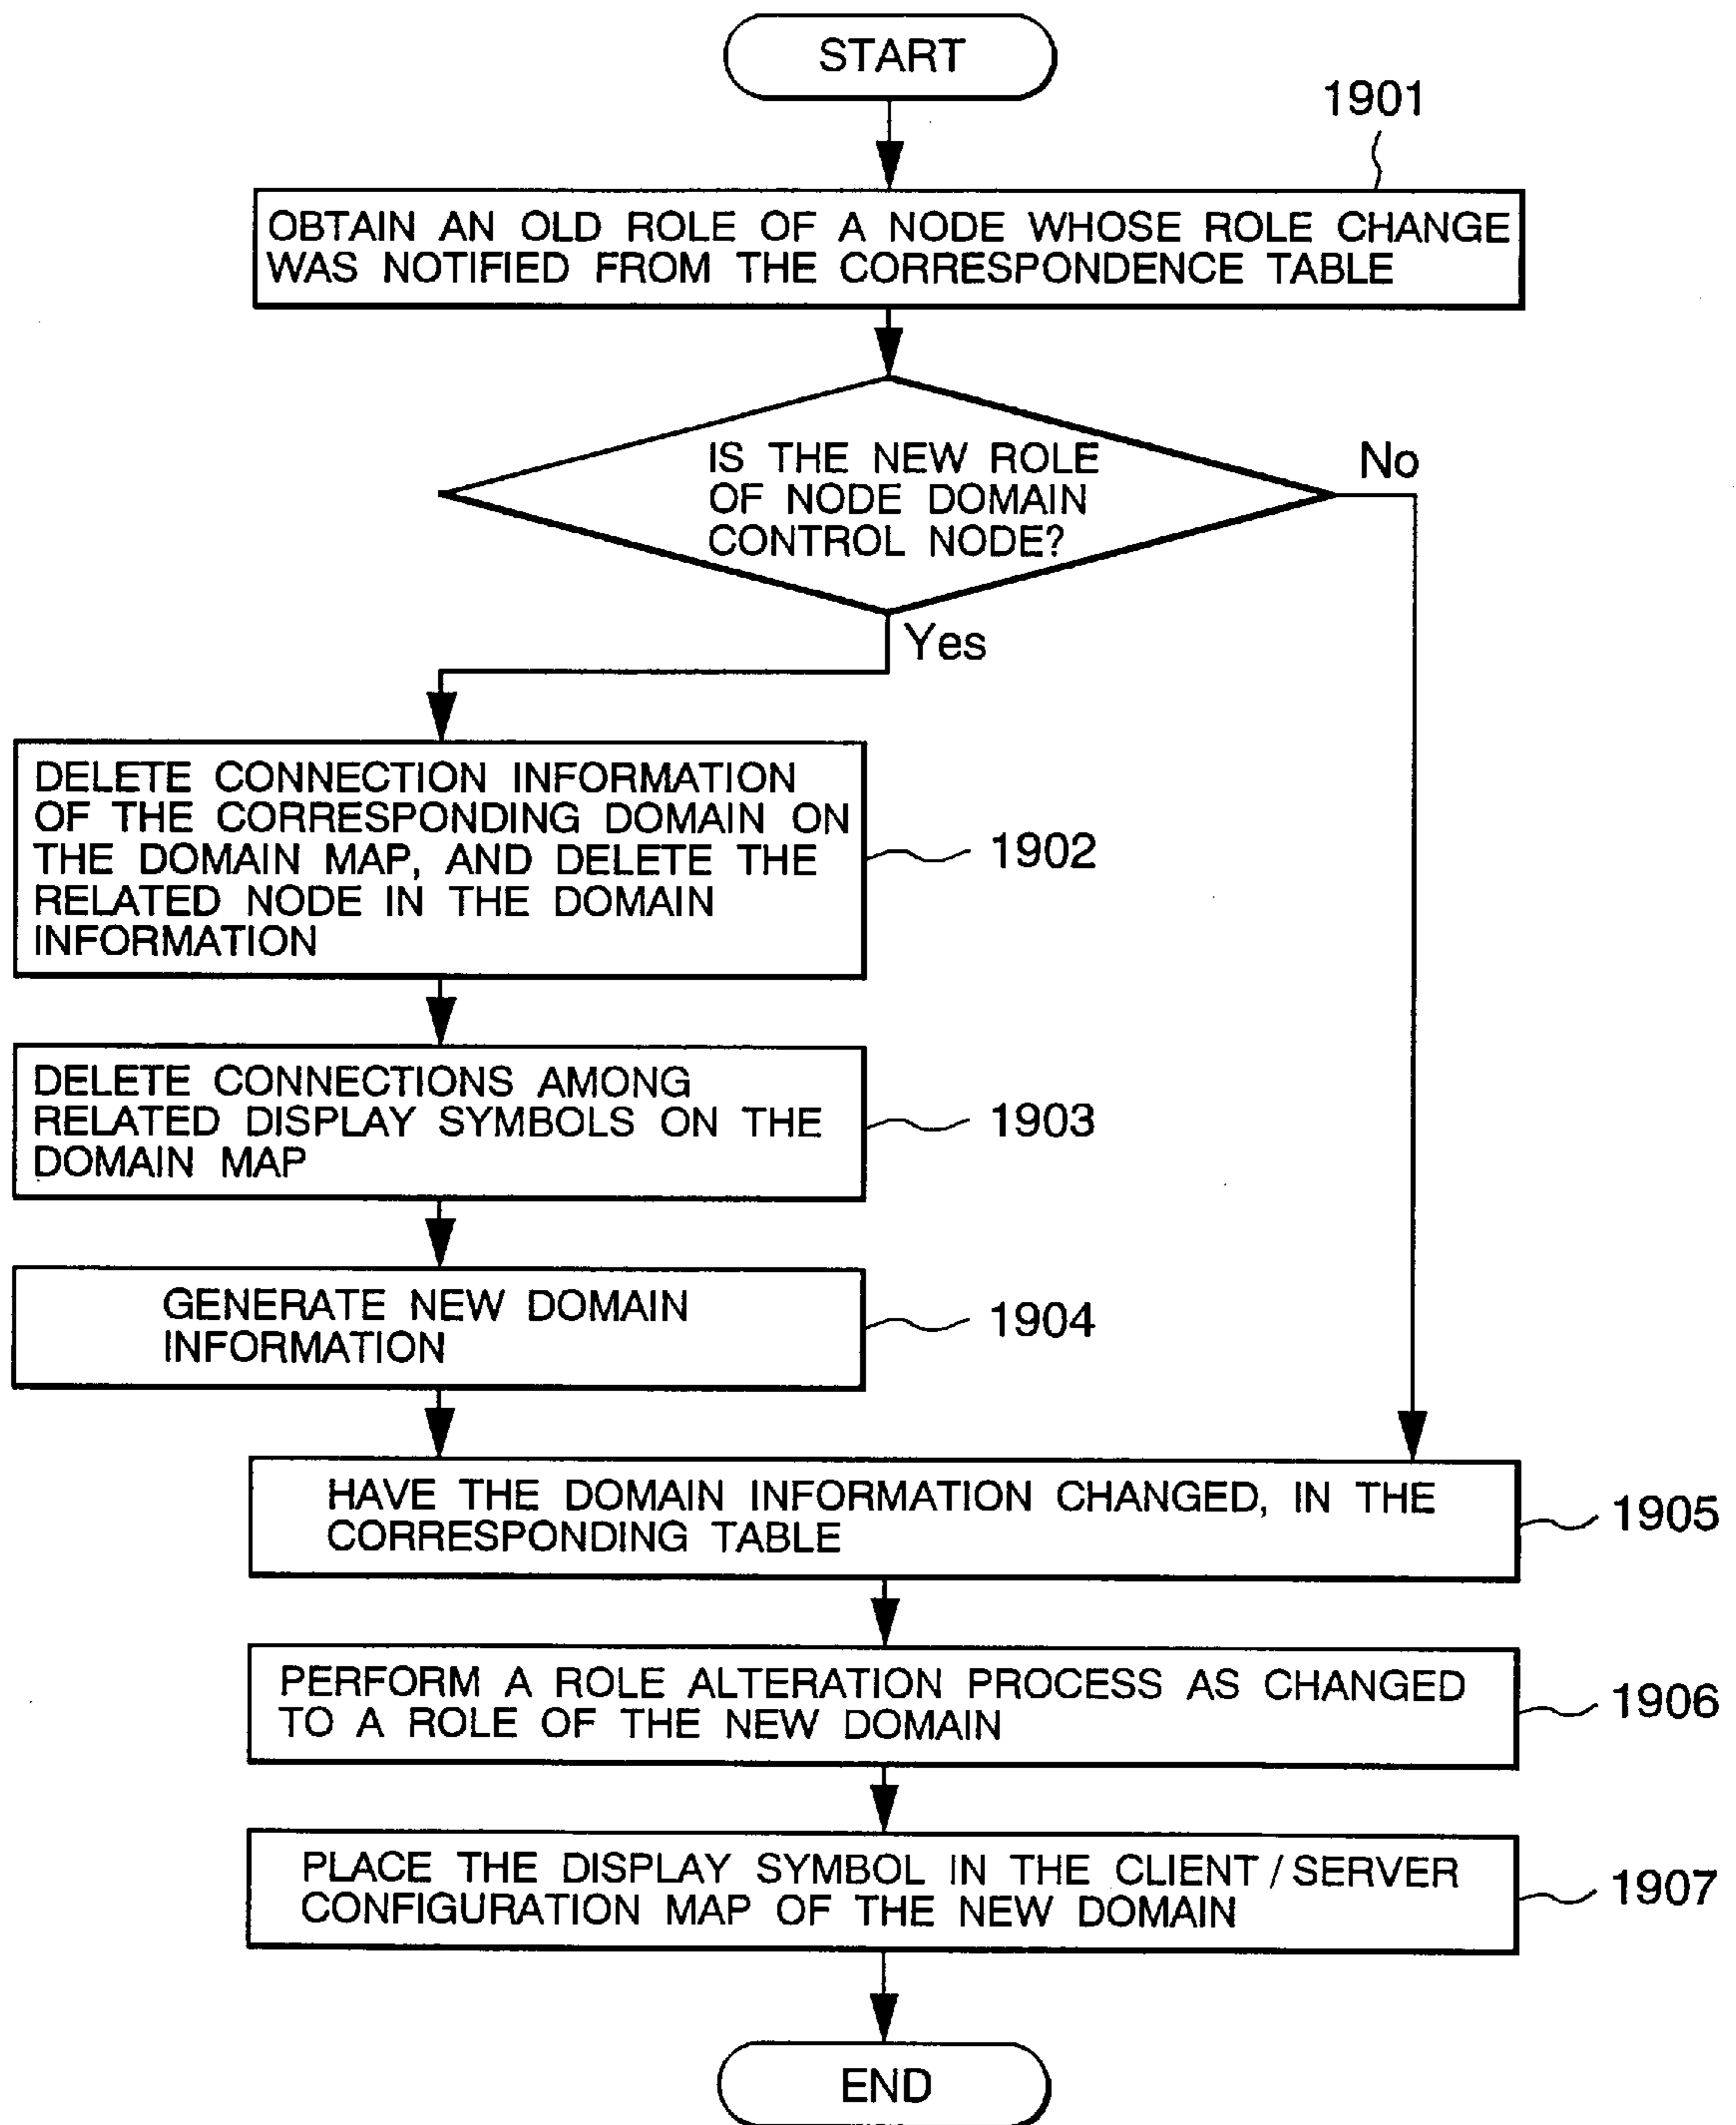 START
1901
OBTAIN AN OLD ROLE OF A NODE WHOSE ROLE CHANGE
WAS NOTIFIED FROM THE CORRESPONDENCE TABLE
IS THE NEW ROLE
OF NODE DOMAIN
CONTROL NODE?
No
Yes
DELETE CONNECTION INFORMATION
OF THE CORRESPONDING DOMAIN ON
THE DOMAIN MAP, AND DELETE THE
RELATED NODE IN THE DOMAIN
INFORMATION
1902
DELETE CONNECTIONS AMONG
RELATED DISPLAY SYMBOLS ON THE
DOMAIN MAP
1903
GENERATE NEW DOMAIN
INFORMATION
1904
HAVE THE DOMAIN INFORMATION CHANGED, IN THE
CORRESPONDING TABLE
1905
PERFORM A ROLE ALTERATION PROCESS AS CHANGED
TO A ROLE OF THE NEW DOMAIN
1906
PLACE THE DISPLAY SYMBOL IN THE CLIENT / SERVER
CONFIGURATION MAP OF THE NEW DOMAIN
1907
END